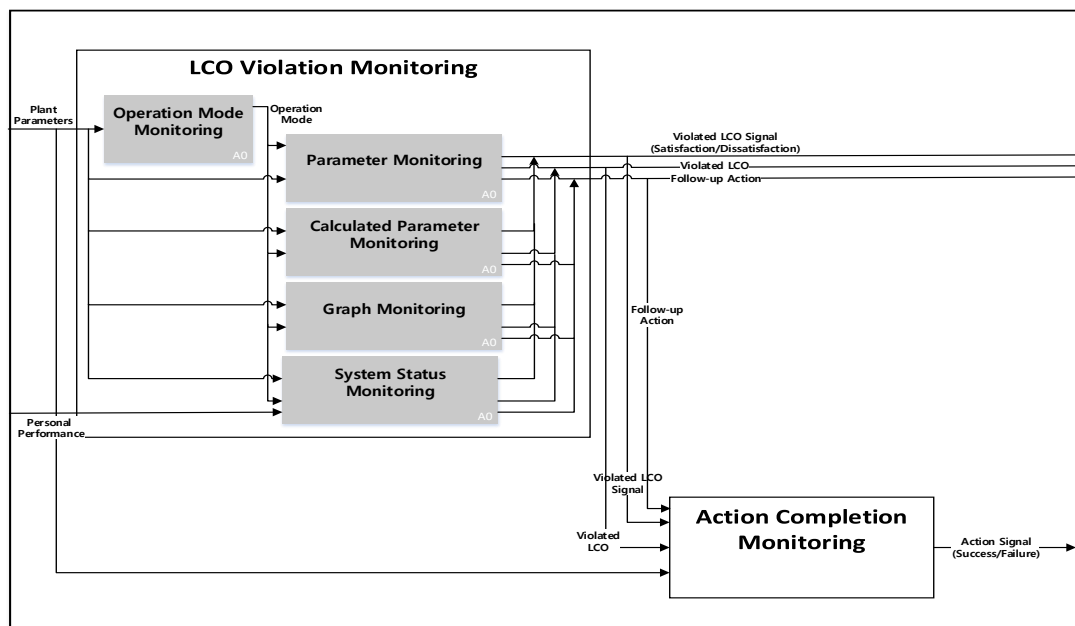 LCO Violation Monitoring
Plant
Parameters
Operation Mode
Monitoring
A0
Operation
Mode
Parameter Monitoring
A0
Violated LCO Signal
(Satisfaction/Dissatisfaction)
Violated LCO
Follow-up Action
Calculated Parameter
Monitoring
A0
Graph Monitoring
A0
Follow-up
Action
System Status
Monitoring
A0
Personal
Performance
Violated LCO
Signal
Action Completion
Monitoring
Violated
LCO
Action Signal
(Success/Failure)